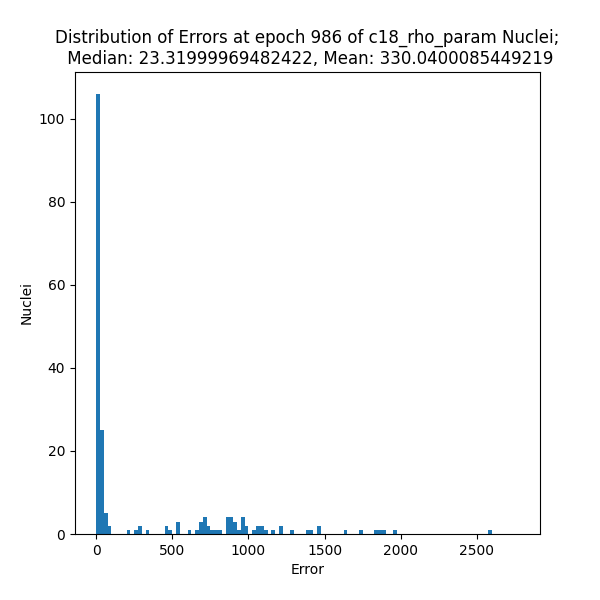 Distribution of Errors at epoch 986 of c18_rho_param Nuclei;
Median: 23.31999969482422, Mean: 330.0400085449219
100
80
60
40
20
0
Nuclei
0 500 1000 1500 2000 2500
Error